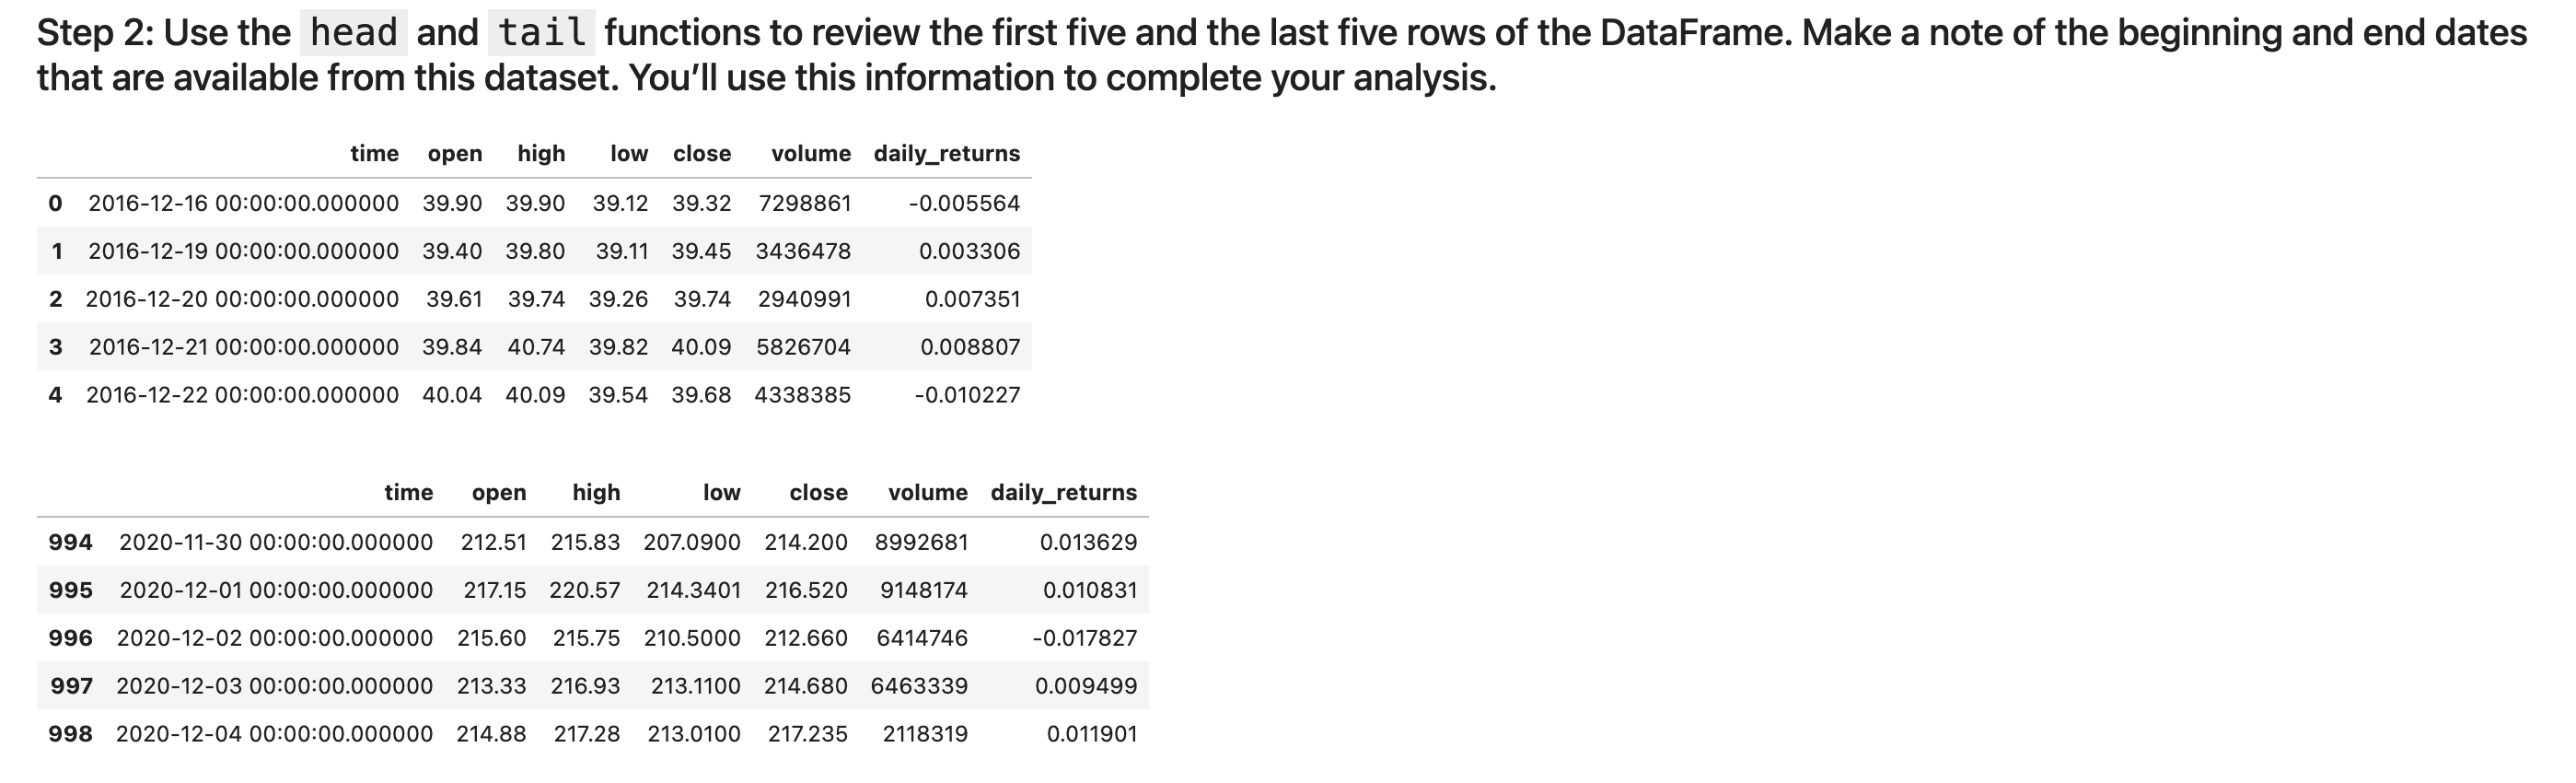 Step 2: Use the head and tail functions to review the first five and the last five rows of the DataFrame. Make a note of the beginning and end dates
that are available from this dataset. You’ll use this information to complete your analysis.
time open high low close volume daily_returns
0 2016-12-16 00:00:00.000000 39.90 39.90 39.12 39.32 7298861 -0.005564
1 2016-12-19 00:00:00.000000 39.40 39.80 39.11 39.45 3436478 0.003306
2 2016-12-20 00:00:00.000000 39.61 39.74 39.26 39.74 2940991 0.007351
3 2016-12-21 00:00:00.000000 39.84 40.74 39.82 40.09 5826704 0.008807
4 2016-12-22 00:00:00.000000 40.04 40.09 39.54 39.68 4338385 -0.010227
time open high low close volume daily_returns
994 2020-11-30 00:00:00.000000 212.51 215.83 207.0900 214.200 8992681 0.013629
995 2020-12-01 00:00:00.000000 217.15 220.57 214.3401 216.520 9148174 0.010831
996 2020-12-02 00:00:00.000000 215.60 215.75 210.5000 212.660 6414746 -0.017827
997 2020-12-03 00:00:00.000000 213.33 216.93 213.1100 214.680 6463339 0.009499
998 2020-12-04 00:00:00.000000 214.88 217.28 213.0100 217.235 2118319 0.011901